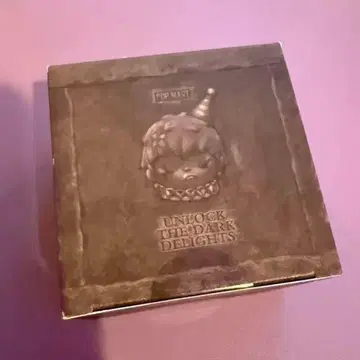 POP MART
UNLOCK
THE DARK
DELIGHTS